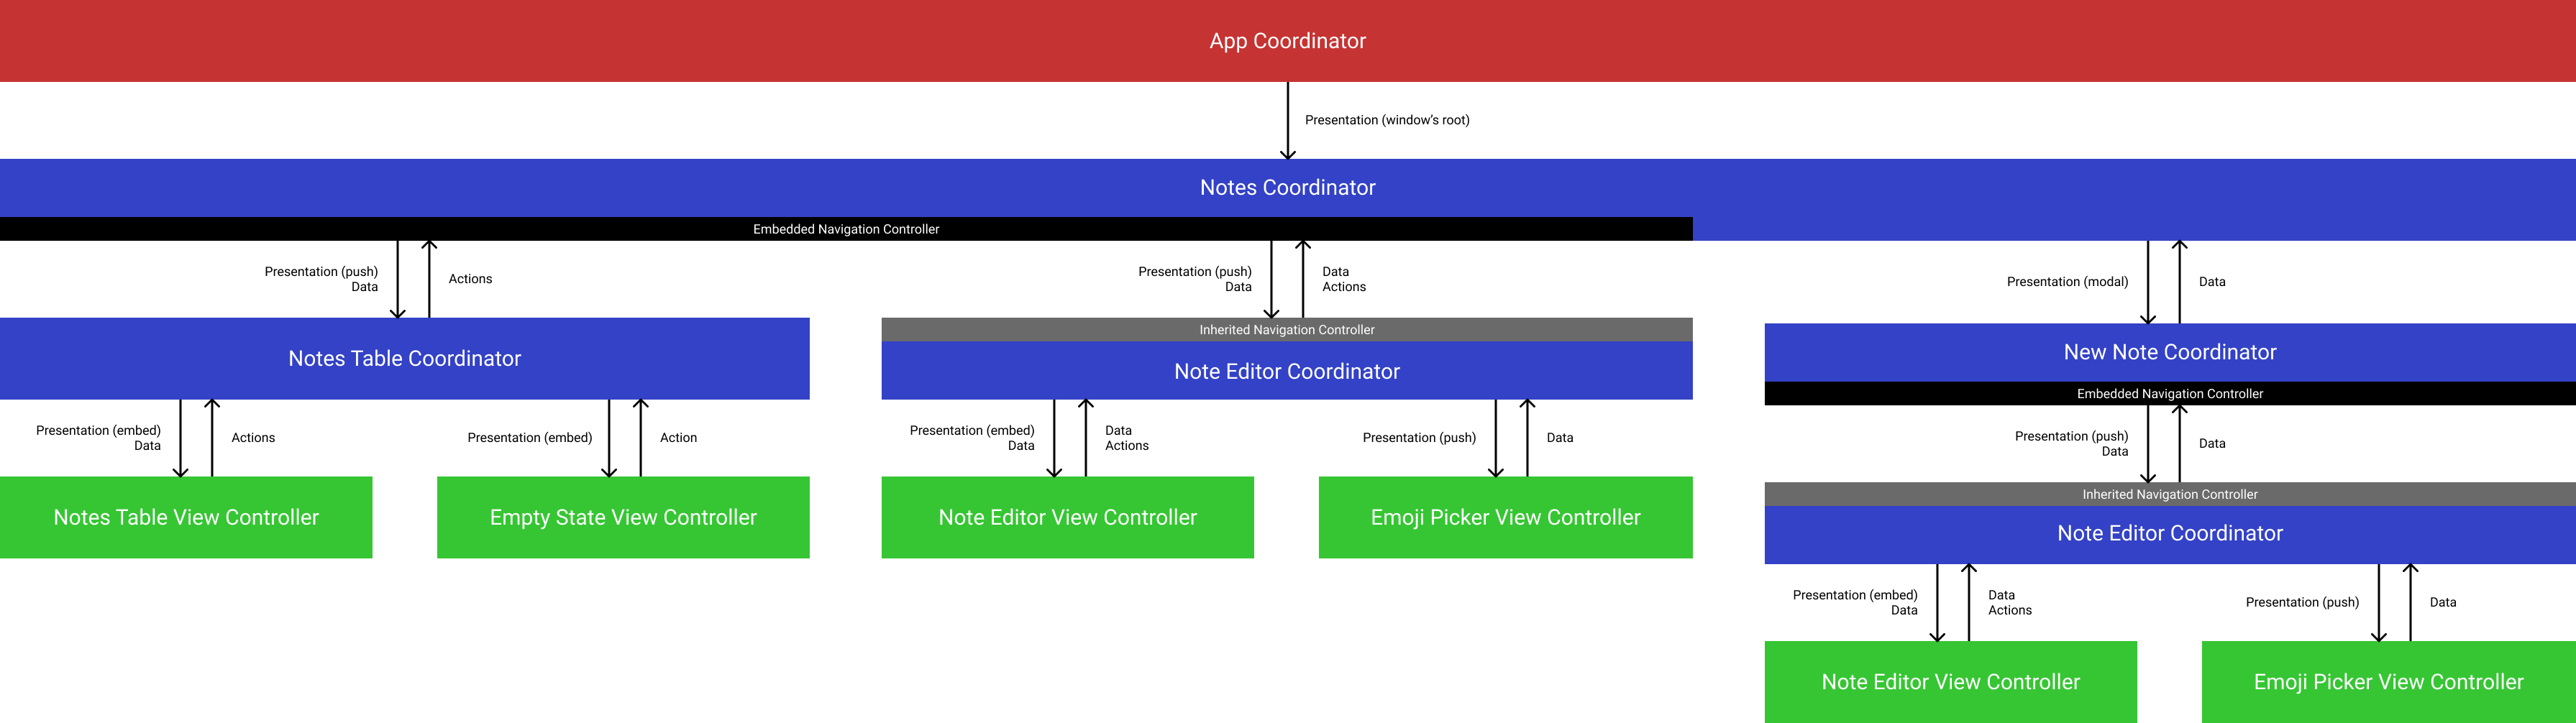 App Coordinator
Presentation (window’s root)
Notes Coordinator
Embedded Navigation Controller
Presentation (push)
Data
Actions
Presentation (push)
Data
Data
Actions
Presentation (modal)
Data
Notes Table Coordinator
Inherited Navigation Controller
Note Editor Coordinator
New Note Coordinator
Embedded Navigation Controller
Presentation (embed)
Data
Actions
Presentation (embed)
Action
Presentation (embed)
Data
Data
Actions
Presentation (push)
Data
Presentation (push)
Data
Data
Notes Table View Controller
Empty State View Controller
Note Editor View Controller
Emoji Picker View Controller
Inherited Navigation Controller
Note Editor Coordinator
Presentation (embed)
Data
Data
Actions
Presentation (push)
Data
Note Editor View Controller
Emoji Picker View Controller